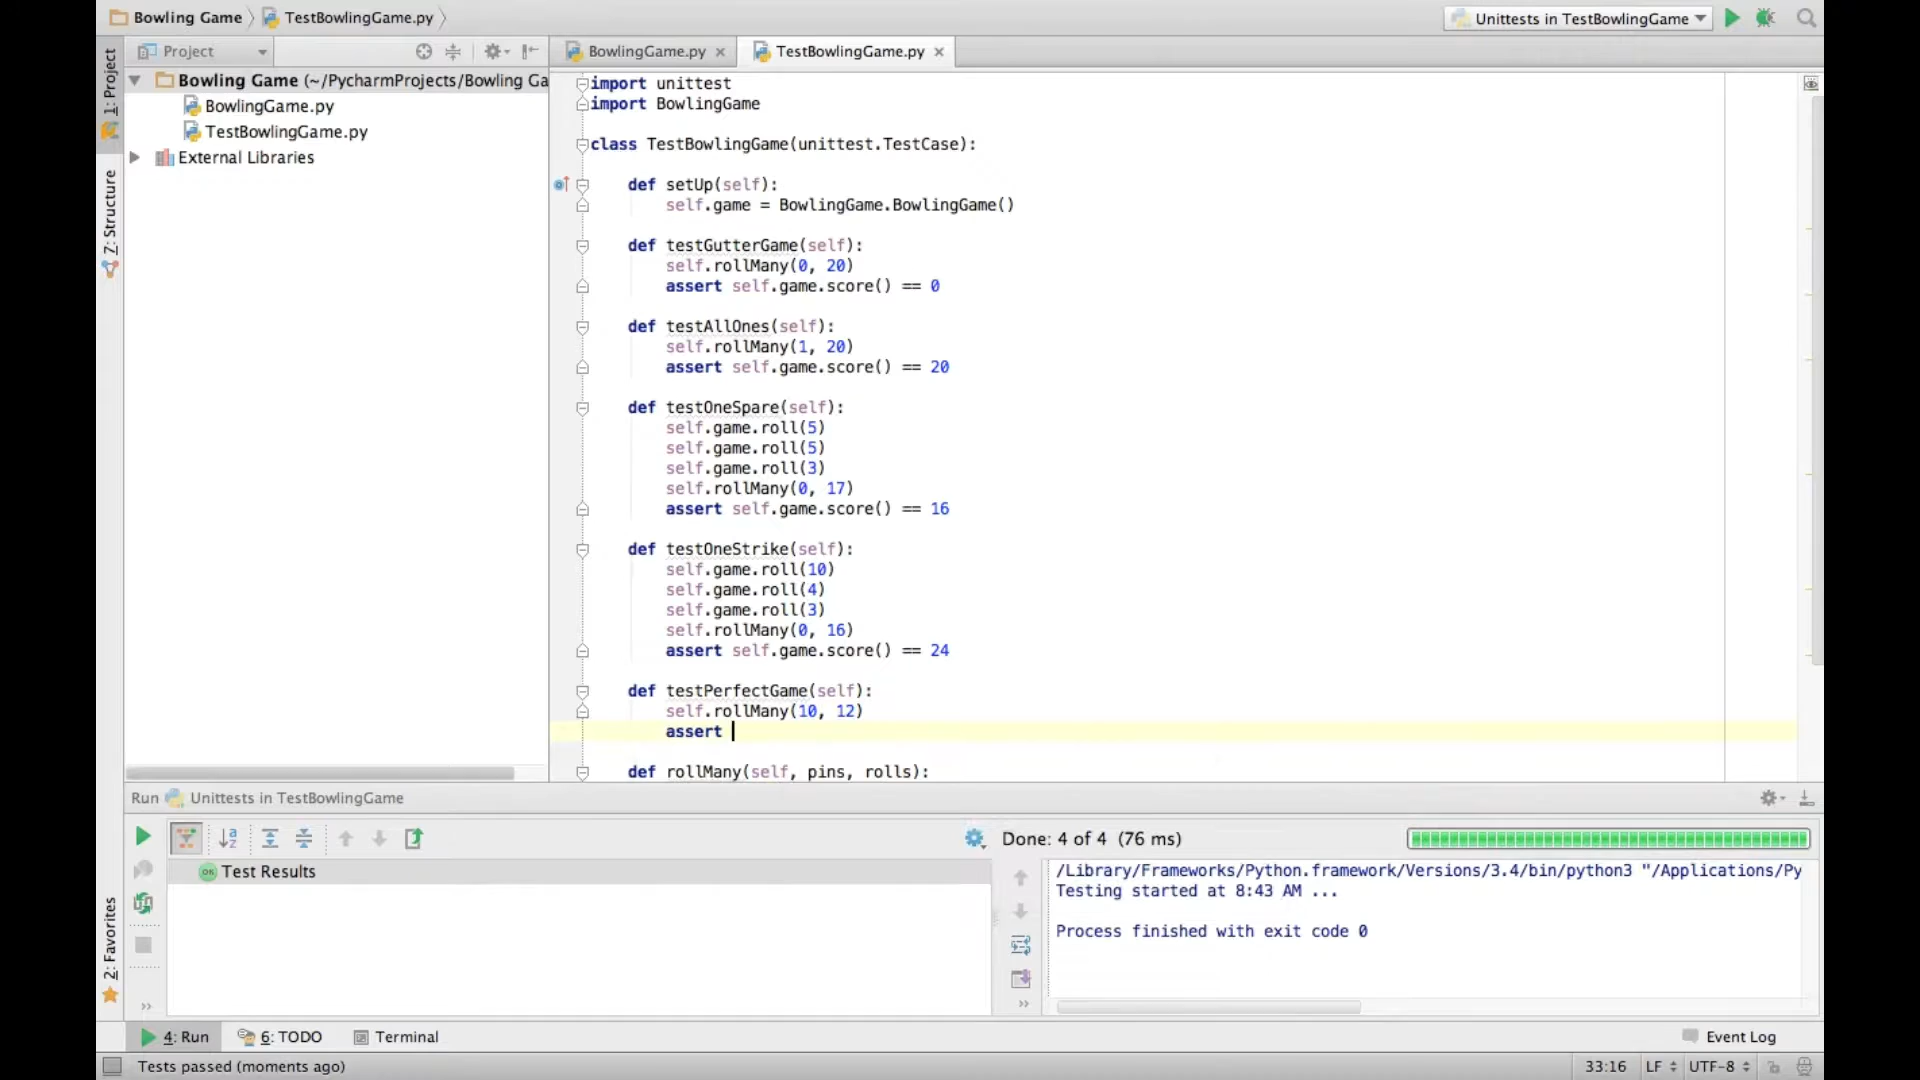 Bowling Game
TestBowlingGame.py
Unittests in TestBowlingGame
1: Project
Z: Structure
2: Favorites
Project
Bowling Game (~/PycharmProjects/Bowling Ga
BowlingGame.py
TestBowlingGame.py
External Libraries
BowlingGame.py
TestBowlingGame.py
import unittest
import BowlingGame
class TestBowlingGame(unittest.TestCase):
def setUp(self):
self.game = BowlingGame.BowlingGame()
def testGutterGame(self):
self.rollMany(0, 20)
assert self.game.score() == 0
def testAllOnes(self):
self.rollMany(1, 20)
assert self.game.score() == 20
def testOneSpare(self):
self.game.roll(5)
self.game.roll(5)
self.game.roll(3)
self.rollMany(0, 17)
assert self.game.score() == 16
def testOneStrike(self):
self.game.roll(10)
self.game.roll(4)
self.game.roll(3)
self.rollMany(0, 16)
assert self.game.score() == 24
def testPerfectGame(self):
self.rollMany(10, 12)
assert
def rollMany(self, pins, rolls):
Run Unittests in TestBowlingGame
Done: 4 of 4 (76 ms)
Test Results
/Library/Frameworks/Python.framework/Versions/3.4/bin/python3 "/Applications/Py
Testing started at 8:43 AM ...
Process finished with exit code 0
4: Run
6: TODO
Terminal
Event Log
Tests passed (moments ago)
33:16
LF
UTF-8